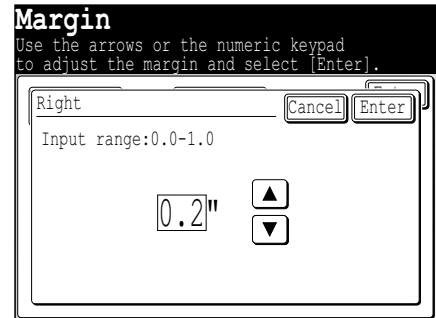 Margin
Use the arrows or the numeric keypad
to adjust the margin and select [Enter].
Right
Cancel
Enter
Input range:0.0-1.0
0.2"